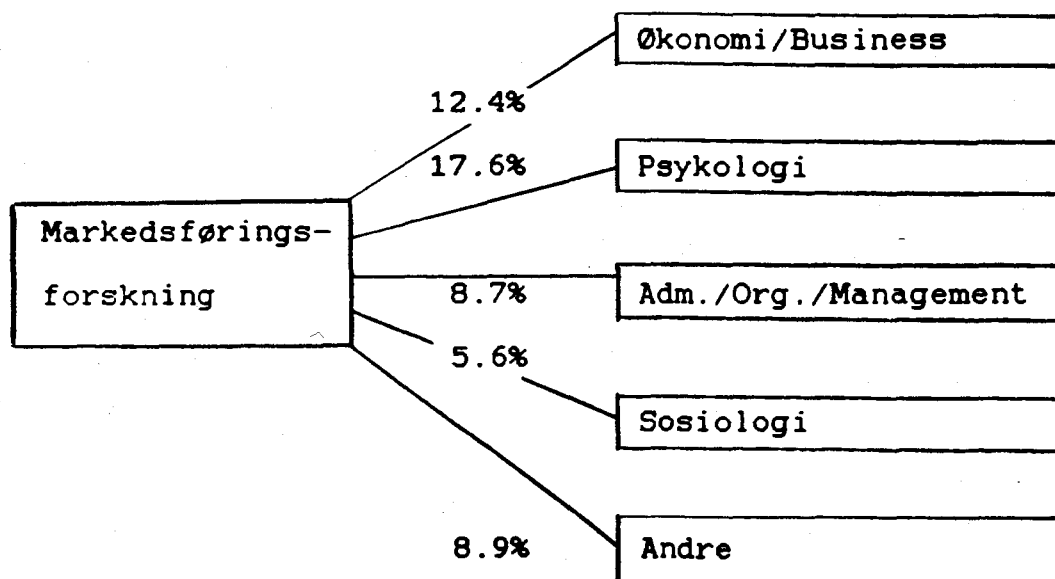 Økonomi/Business
12.4%
17.6%
Psykologi
Markedsførings-
forskning
8.7%
Adm./Org./Management
5.6%
Sosiologi
8.9%
Andre